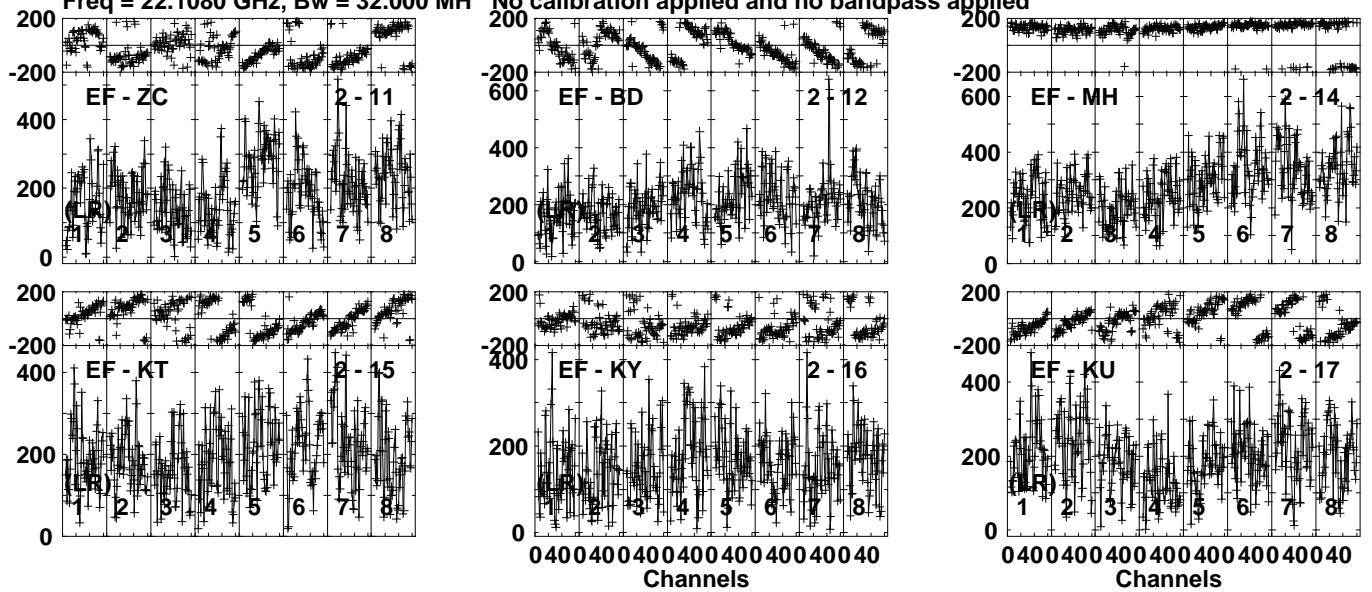 Freq = 22.1080 GHz, Bw = 32.000 MH No calibration applied and no bandpass applied
200
-200
EF - ZC 2 - 11
400
200
0
(LR)
1 2 3 4 5 6 7 8
200
-200
EF - BD 2 - 12
600
400
200
0
(LR)
1 2 3 4 5 6 7 8
200
-200
EF - MH 2 - 14
600
400
200
0
(LR)
1 2 3 4 5 6 7 8
200
-200
EF - KT 2 - 15
400
200
0
(LR)
1 2 3 4 5 6 7 8
200
-200
EF - KY 2 - 16
400
200
0
(LR)
1 2 3 4 5 6 7 8
0 40 0 40 0 40 0 40 0 40 0 40 0 40 0 40
Channels
200
-200
EF - KU 2 - 17
400
200
0
(LR)
1 2 3 4 5 6 7 8
0 40 0 40 0 40 0 40 0 40 0 40 0 40 0 40
Channels